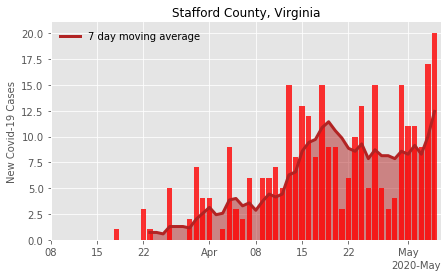 Stafford County, Virginia
7 day moving average
New Covid-19 Cases
20.0
17.5
15.0
12.5
10.0
7.5
5.0
2.5
0.0
08 15 22 Apr 08 15 22 May
2020-May